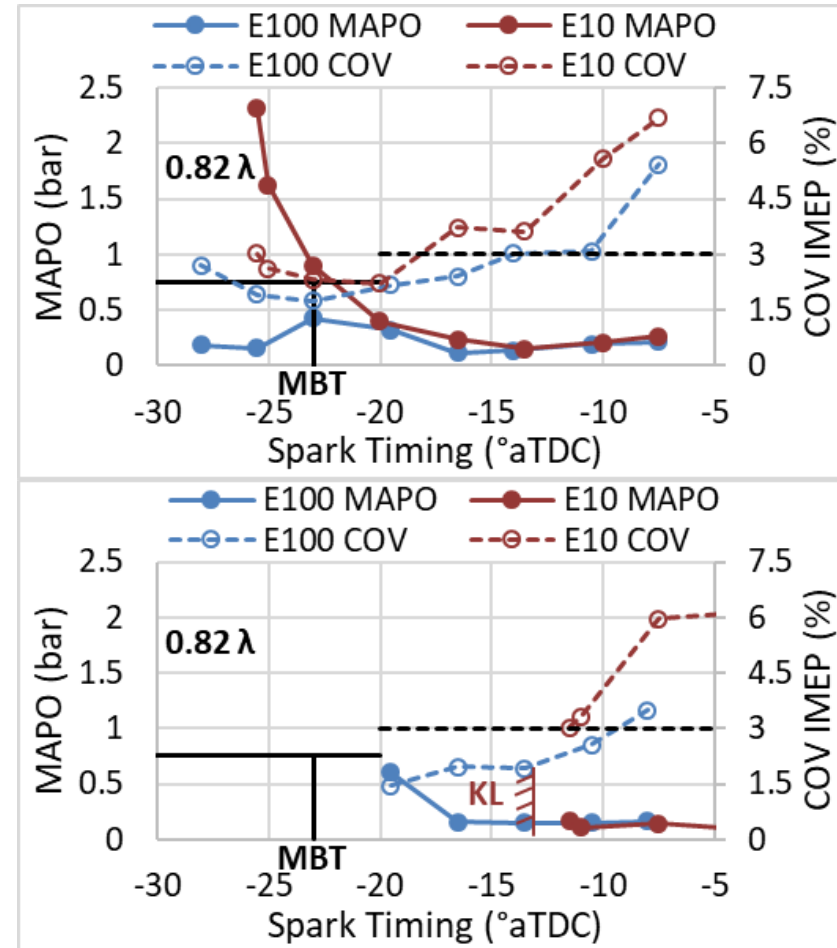 E100 MAPO E10 MAPO
E100 COV E10 COV
MAPO (bar)
2.5
2
1.5
1
0.5
0
0.82 λ
7.5
6
4.5
3
1.5
0
COV IMEP (%)
MBT
-30 -25 -20 -15 -10 -5
Spark Timing (°aTDC)
E100 MAPO E10 MAPO
E100 COV E10 COV
MAPO (bar)
2.5
2
1.5
1
0.5
0
0.82 λ
KL
7.5
6
4.5
3
1.5
0
COV IMEP (%)
MBT
-30 -25 -20 -15 -10 -5
Spark Timing (°aTDC)